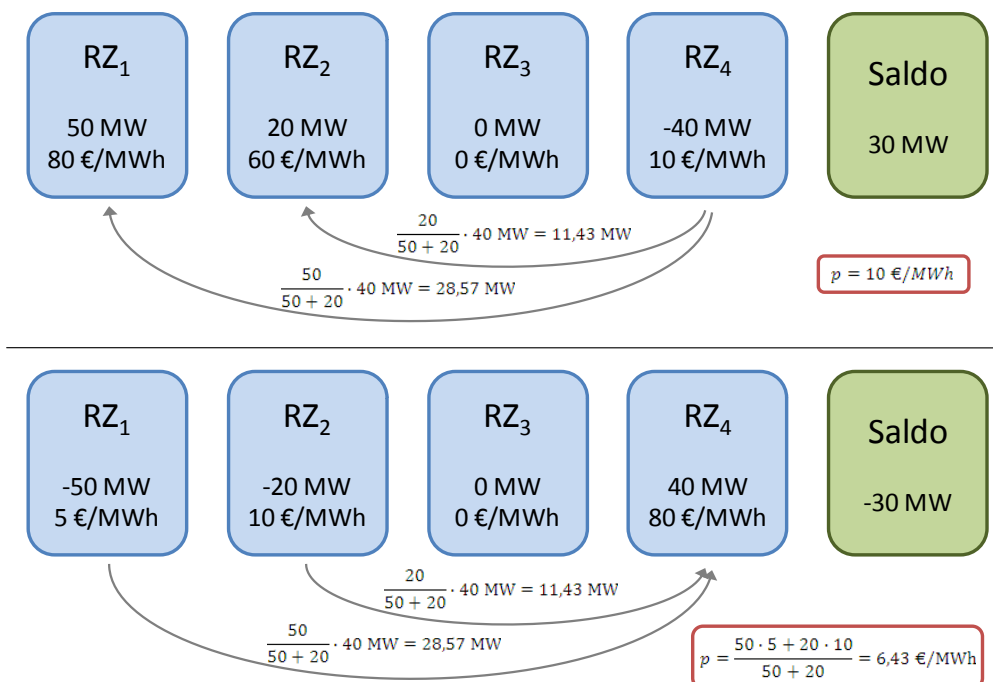 RZ₁
50 MW
80 €/MWh
RZ₂
20 MW
60 €/MWh
RZ₃
0 MW
0 €/MWh
RZ₄
-40 MW
10 €/MWh
Saldo
30 MW
20/(50 + 20) · 40 MW = 11,43 MW
50/(50 + 20) · 40 MW = 28,57 MW
p = 10 €/MWh
RZ₁
-50 MW
5 €/MWh
RZ₂
-20 MW
10 €/MWh
RZ₃
0 MW
0 €/MWh
RZ₄
40 MW
80 €/MWh
Saldo
-30 MW
20/(50 + 20) · 40 MW = 11,43 MW
50/(50 + 20) · 40 MW = 28,57 MW
p = (50 · 5 + 20 · 10)/(50 + 20) = 6,43 €/MWh